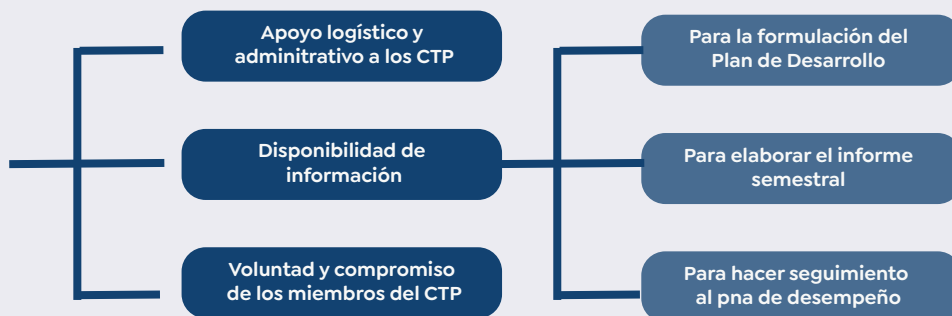 Apoyo logístico y
adminitrativo a los CTP
Disponibilidad de
información
Voluntad y compromiso
de los miembros del CTP
Para la formulación del
Plan de Desarrollo
Para elaborar el informe
semestral
Para hacer seguimiento
al pna de desempeño